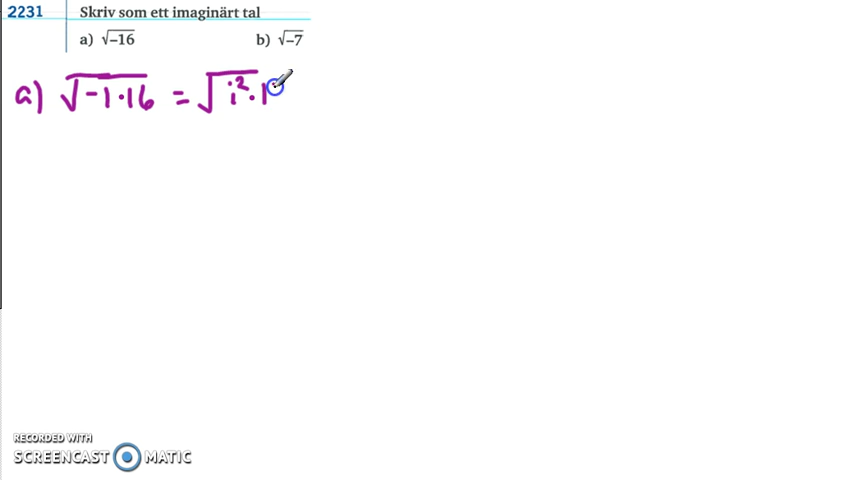 2231 Skriv som ett imaginärt tal
a) √−16 b) √−7
a) √−1·16 = √i²·1
RECORDED WITH
SCREENCAST MATIC